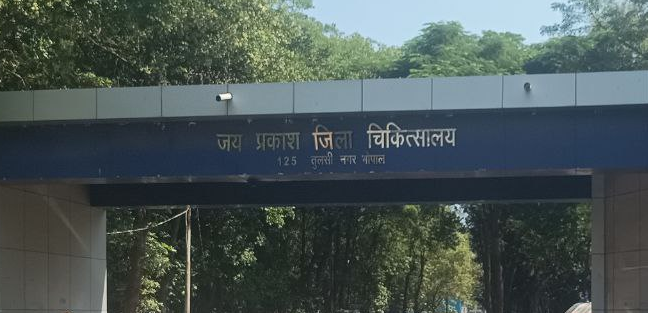 जय प्रकाश जिला चिकित्सालय
125 तुलसी नगर भोपाल